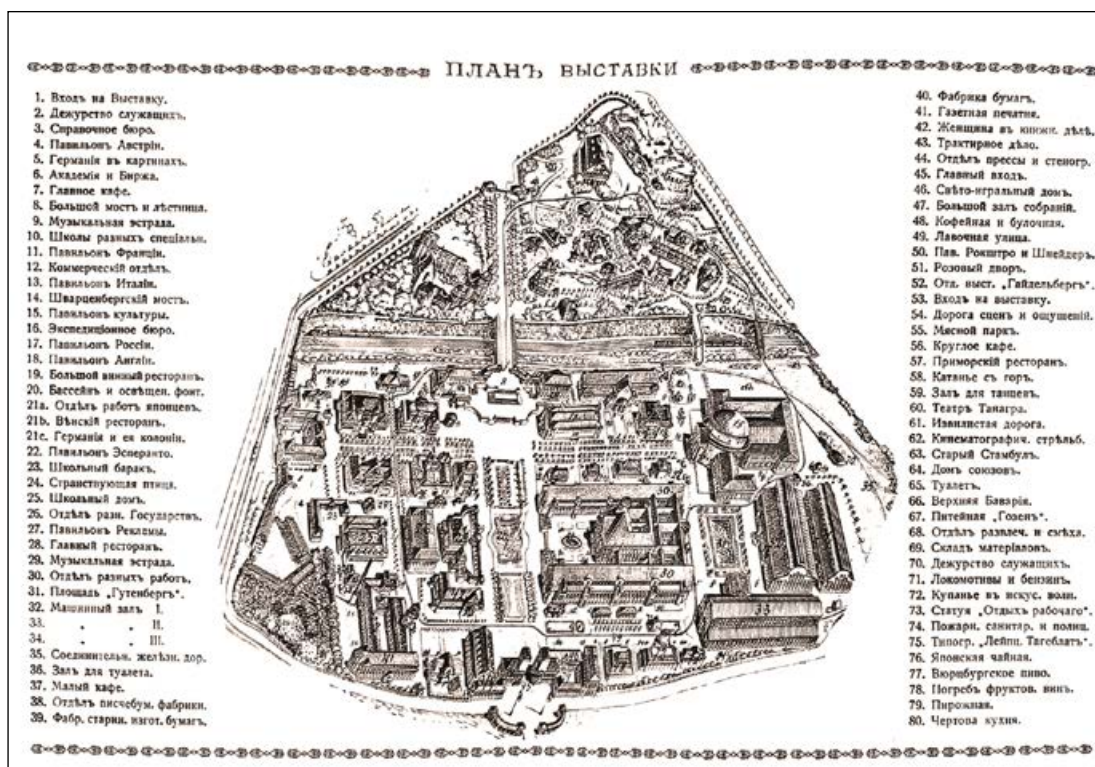 ПЛАНЪ ВЫСТАВКИ
1. Входъ на Выставку.
2. Дежурство служащихъ.
3. Справочное бюро.
4. Павильонъ Австріи.
5. Германія въ картинахъ.
6. Академія и Биржа.
7. Главное кафе.
8. Большой мостъ и лѣстница.
9. Музыкальная эстрада.
10. Школы разныхъ спеціальн.
11. Павильонъ Франціи.
12. Коммерческій отдѣлъ.
13. Павильонъ Италіи.
14. Шварценбергскій мостъ.
15. Павильонъ культуры.
16. Экспедиціонное бюро.
17. Павильонъ Россіи.
18. Павильонъ Англіи.
19. Большой винный ресторанъ.
20. Бассейнъ и освѣщен. фонт.
21a. Отдѣлъ работъ японцевъ.
21b. Вѣнскій ресторанъ.
21c. Германія и ея колоніи.
22. Павильонъ Эсперанто.
23. Школьный баракъ.
24. Странствующая птица.
25. Школьный домъ.
26. Отдѣлъ разн. Государствъ.
27. Павильонъ Рекламы.
28. Главный ресторанъ.
29. Музыкальная эстрада.
30. Отдѣлъ разныхъ работъ.
31. Площадь „Гутенбергъ“.
32. Машинный залъ I.
33. „ „ II.
34. „ „ III.
35. Соединительн. желѣзн. дор.
36. Залъ для туалета.
37. Малый кафе.
38. Отдѣлъ писчебум. фабрики.
39. Фабр. старин. изгот. бумагъ.
40. Фабрика бумагъ.
41. Газетная печатня.
42. Женщина въ книжн. дѣлѣ.
43. Трактирное дѣло.
44. Отдѣлъ прессы и стеногр.
45. Главный входъ.
46. Свѣто-игральный домъ.
47. Большой залъ собраній.
48. Кофейная и булочная.
49. Лавочная улица.
50. Пав. Рокштро и Шнейдеръ.
51. Розовый дворъ.
52. Отд. выст. „Гайдельбергъ“.
53. Входъ на выставку.
54. Дорога сценъ и ощущеній.
55. Мясной паркъ.
56. Круглое кафе.
57. Приморскій ресторанъ.
58. Катанье съ горъ.
59. Залъ для танцевъ.
60. Театръ Танагра.
61. Извилистая дорога.
62. Кинематографич. стрѣльб.
63. Старый Стамбулъ.
64. Домъ союзовъ.
65. Туалетъ.
66. Верхняя Баварія.
67. Питейная „Гозенъ“.
68. Отдѣлъ развлеч. и смѣха.
69. Складъ матеріаловъ.
70. Дежурство служащихъ.
71. Локомотивы и бензинъ.
72. Купанье въ искус. волн.
73. Статуя „Отдыхъ рабочаго“.
74. Пожарн. санитар. и полиц.
75. Типогр. „Лейпц. Тагеблатъ“.
76. Японская чайная.
77. Вюрцбургское пиво.
78. Погребъ фруктов. винъ.
79. Пирожная.
80. Чертова кухня.
30
30
33
40